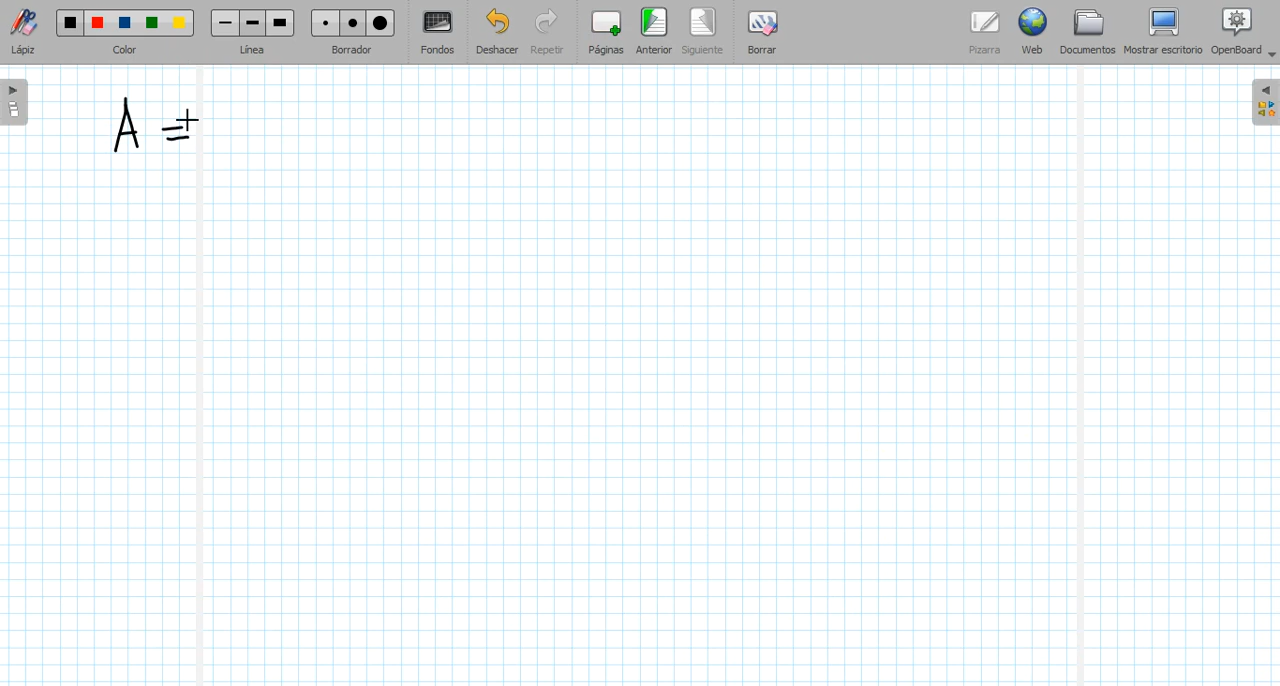 Lápiz Color Línea Borrador Fondos Deshacer Repetir Páginas Anterior Siguiente Borrar Pizarra Web Documentos Mostrar escritorio OpenBoard
A =